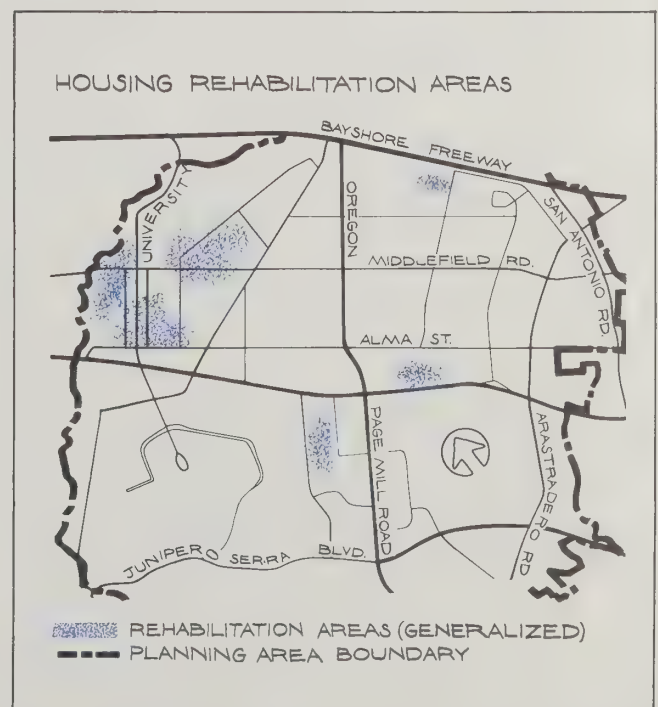 HOUSING REHABILITATION AREAS
BAYSHORE FREEWAY
UNIVERSITY
OREGON
SAN ANTONIO RD.
MIDDLEFIELD RD.
ALMA ST.
PAGE MILL ROAD
ARASTRADERO RD
JUNIPERO SERRA BLVD.
REHABILITATION AREAS (GENERALIZED)
PLANNING AREA BOUNDARY